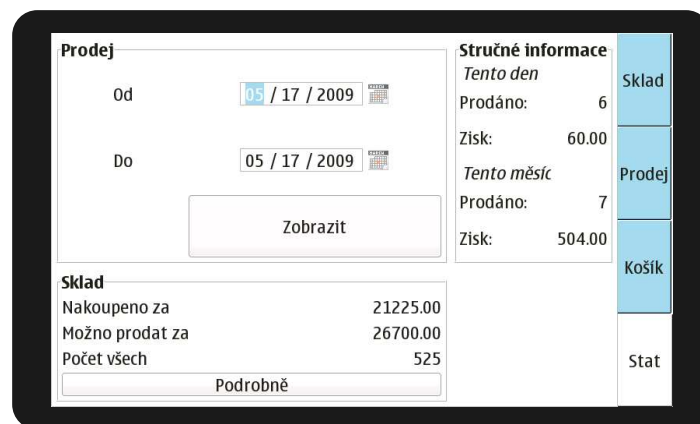 Prodej
Od
05 / 17 / 2009
Do
05 / 17 / 2009
Zobrazit
Stručné informace
Tento den
Prodáno: 6
Zisk: 60.00
Tento měsíc
Prodáno: 7
Zisk: 504.00
Sklad
Nakoupeno za 21225.00
Možno prodat za 26700.00
Počet všech 525
Podrobně
Sklad
Prodej
Košík
Stat